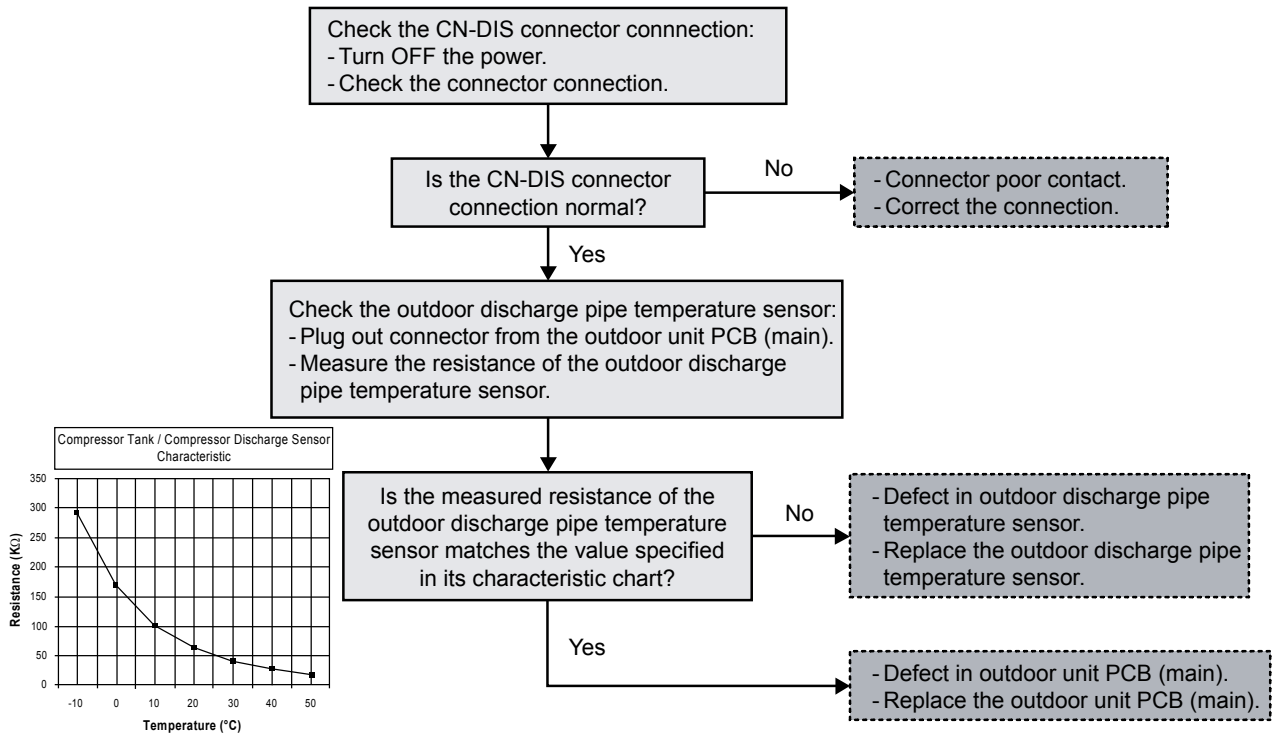 Check the CN-DIS connector connnection:
- Turn OFF the power.
- Check the connector connection.
Is the CN-DIS connector
connection normal?
No
- Connector poor contact.
- Correct the connection.
Yes
Check the outdoor discharge pipe temperature sensor:
- Plug out connector from the outdoor unit PCB (main).
- Measure the resistance of the outdoor discharge
pipe temperature sensor.
Compressor Tank / Compressor Discharge Sensor
Characteristic
Resistance (KΩ)
350
300
250
200
150
100
50
0
-10 0 10 20 30 40 50
Temperature (°C)
Is the measured resistance of the
outdoor discharge pipe temperature
sensor matches the value specified
in its characteristic chart?
No
- Defect in outdoor discharge pipe
temperature sensor.
- Replace the outdoor discharge pipe
temperature sensor.
Yes
- Defect in outdoor unit PCB (main).
- Replace the outdoor unit PCB (main).